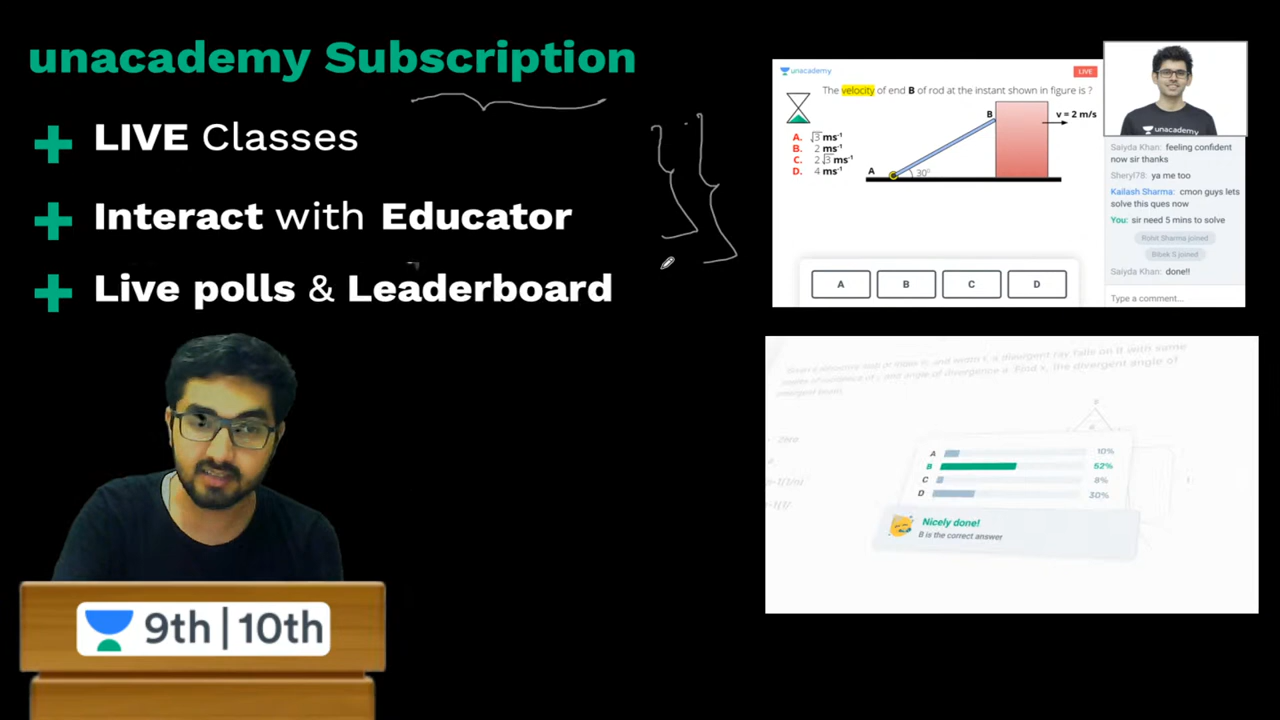 unacademy Subscription
LIVE Classes
Interact with Educator
Live polls & Leaderboard
9th|10th
unacademy
LIVE
The velocity of end B of rod at the instant shown in figure is ?
A. √3 ms⁻¹
B. 2 ms⁻¹
C. 2√3 ms⁻¹
D. 4 ms⁻¹
B
v = 2 m/s
A
30°
A B C D
unacademy
Saiyda Khan: feeling confident
now sir thanks
Sheryl78: ya me too
Kailash Sharma: cmon guys lets
solve this ques now
You: sir need 5 mins to solve
Rohit Sharma joined
Bibek S joined
Saiyda Khan: done!!
Type a comment...
A 10%
B 52%
C 8%
D 30%
Nicely done!
B is the correct answer